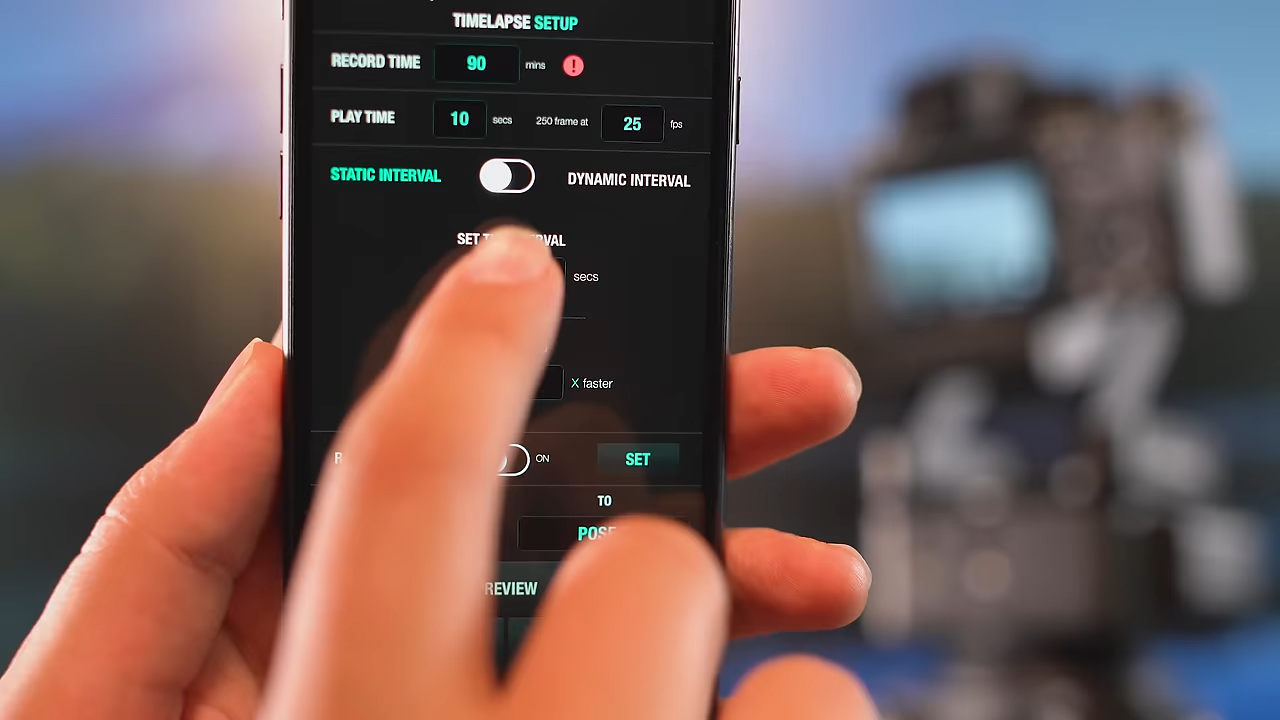 TIMELAPSE SETUP
RECORD TIME 90 mins !
PLAY TIME 10 secs 250 frame at 25 fps
STATIC INTERVAL DYNAMIC INTERVAL
SET
secs
X faster
ON SET
TO